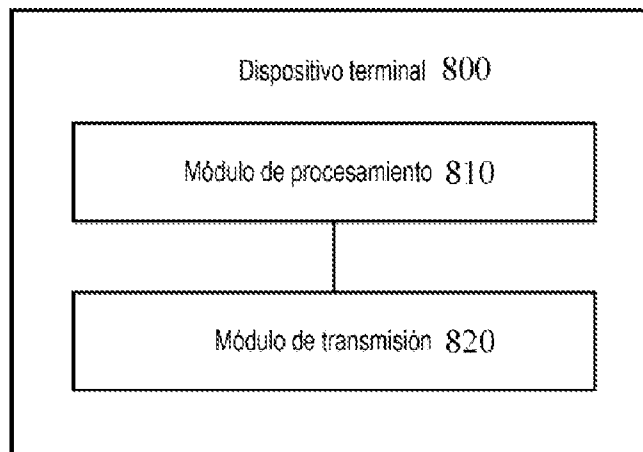 Dispositivo terminal 800
Módulo de procesamiento 810
Módulo de transmisión 820